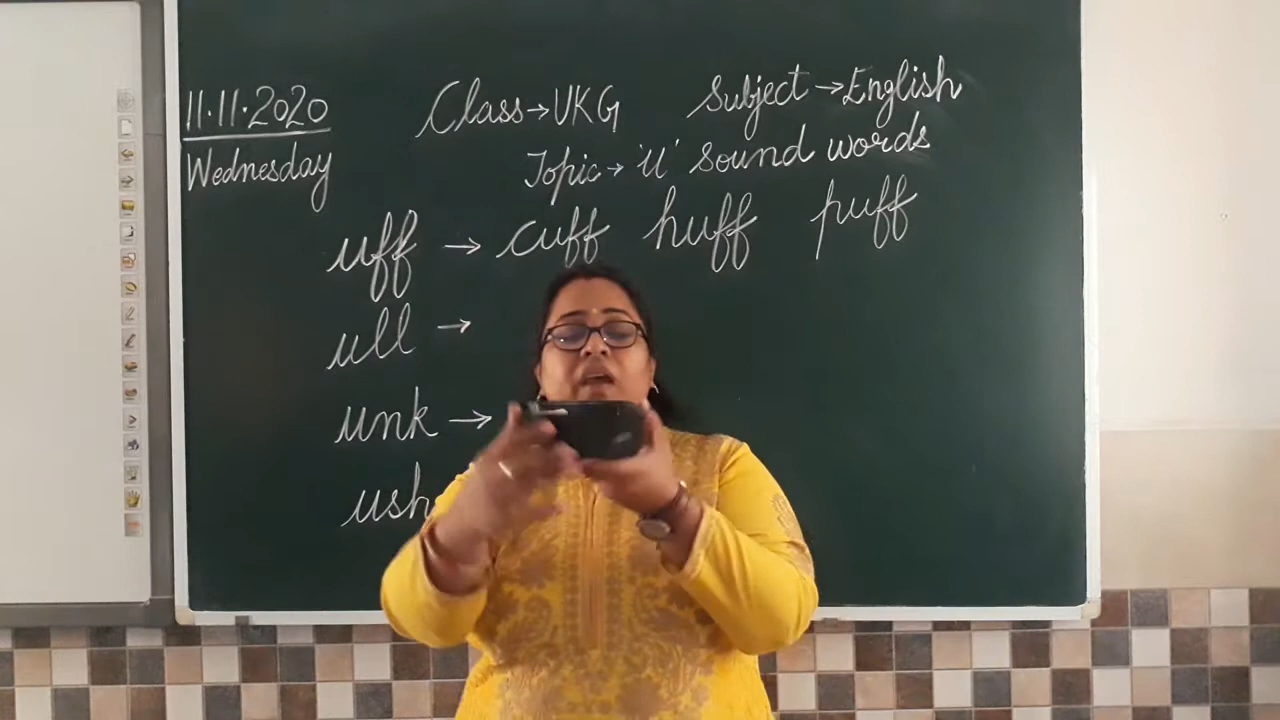 11.11.2020 Class→UKG Subject→English
Wednesday Topic→'u' sound words
uff → cuff huff puff
ull →
unk →
ush